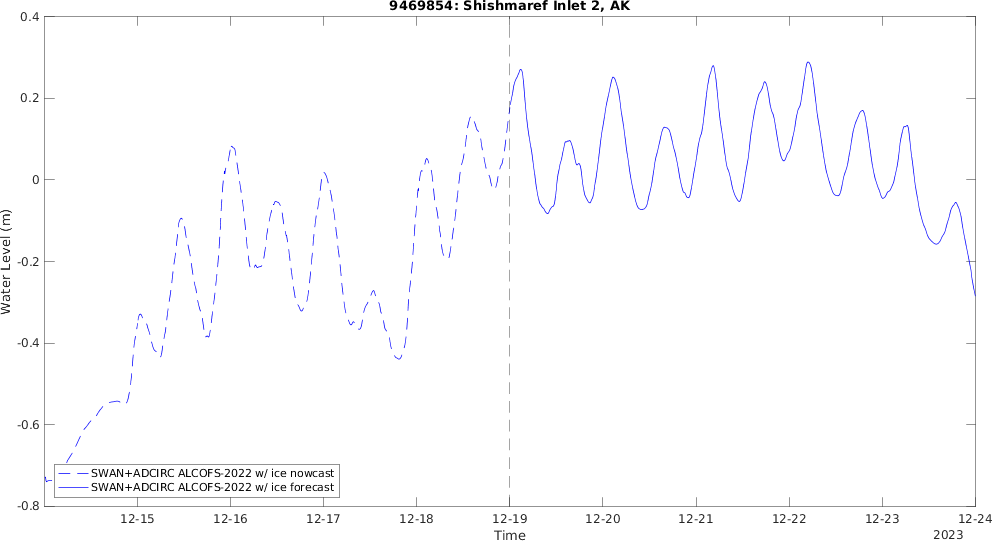 9469854: Shishmaref Inlet 2, AK
0.4
0.2
0
-0.2
-0.4
-0.6
-0.8
Water Level (m)
SWAN+ADCIRC ALCOFS-2022 w/ ice nowcast
SWAN+ADCIRC ALCOFS-2022 w/ ice forecast
12-15 12-16 12-17 12-18 12-19 12-20 12-21 12-22 12-23 12-24
Time
2023